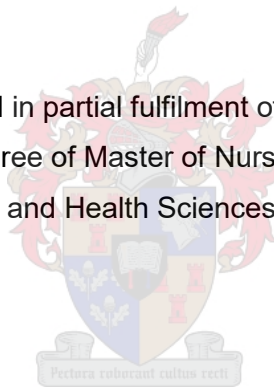 l in partial fulfilment of
ree of Master of Nurs
and Health Sciences
Pectora roborant cultus recti